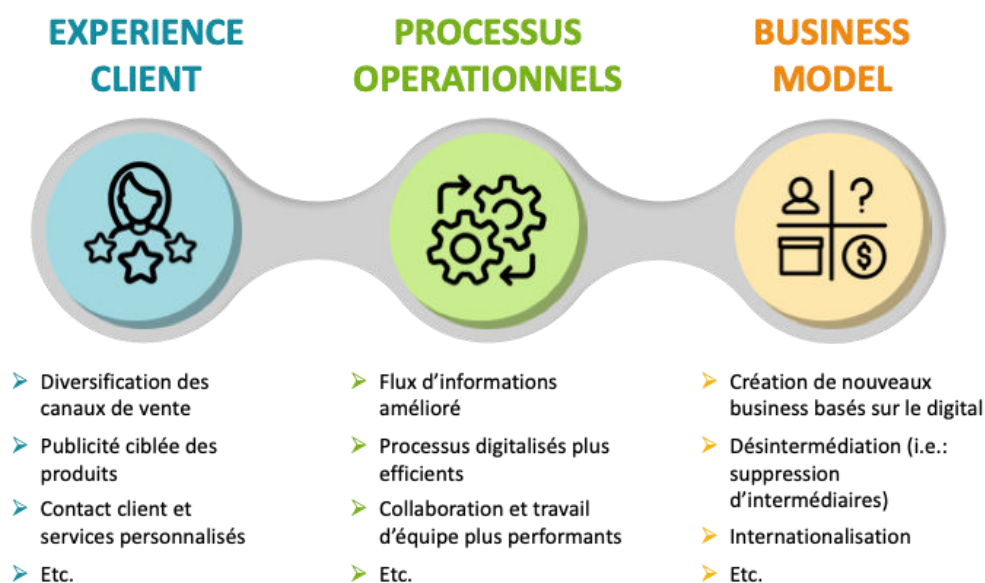 EXPERIENCE
CLIENT
PROCESSUS
OPERATIONNELS
BUSINESS
MODEL
?
$
➢ Diversification des
canaux de vente
➢ Publicité ciblée des
produits
➢ Contact client et
services personnalisés
➢ Etc.
➢ Flux d’informations
amélioré
➢ Processus digitalisés plus
efficients
➢ Collaboration et travail
d’équipe plus performants
➢ Etc.
➢ Création de nouveaux
business basés sur le digital
➢ Désintermédiation (i.e.:
suppression
d’intermédiaires)
➢ Internationalisation
➢ Etc.